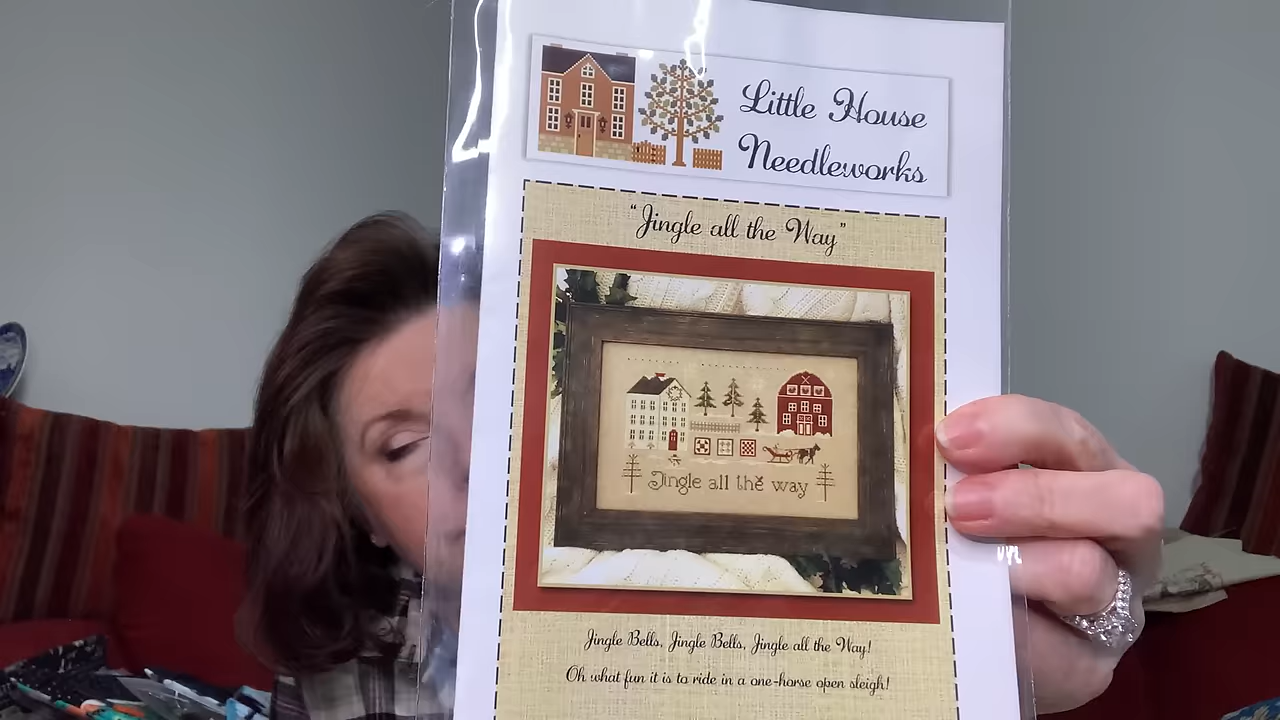 Little House
Needleworks
"Jingle all the Way"
Jingle all the way
Jingle Bells, Jingle Bells, Jingle all the Way!
Oh what fun it is to ride in a one-horse open sleigh!